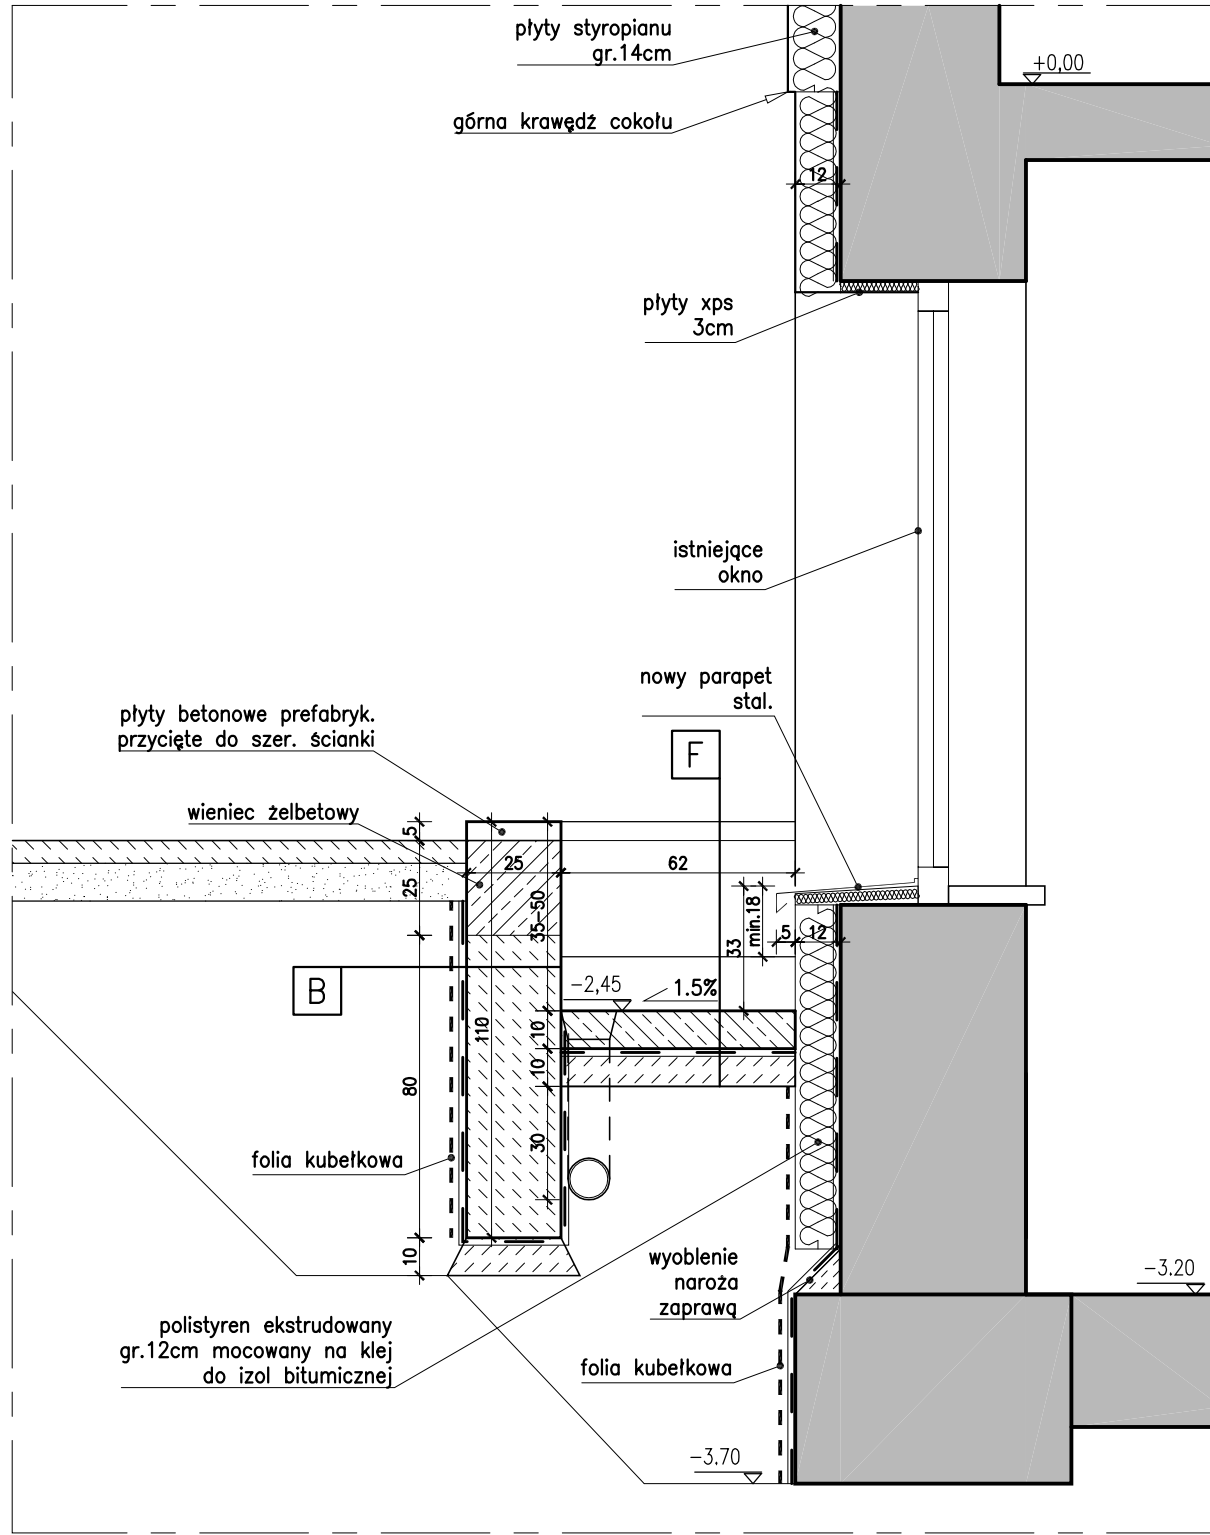 płyty styropianu
gr.14cm
+0,00
górna krawędź cokołu
12
płyty xps
3cm
istniejące
okno
nowy parapet
stal.
płyty betonowe prefabryk.
przycięte do szer. ścianki
F
wieniec żelbetowy
5
25
25
62
35-50
min.18
33
5
12
B
-2,45
1.5%
110
10
10
80
30
folia kubełkowa
10
wyoblenie
naroża
zaprawą
-3.20
polistyren ekstrudowany
gr.12cm mocowany na klej
do izol bitumicznej
folia kubełkowa
-3,70